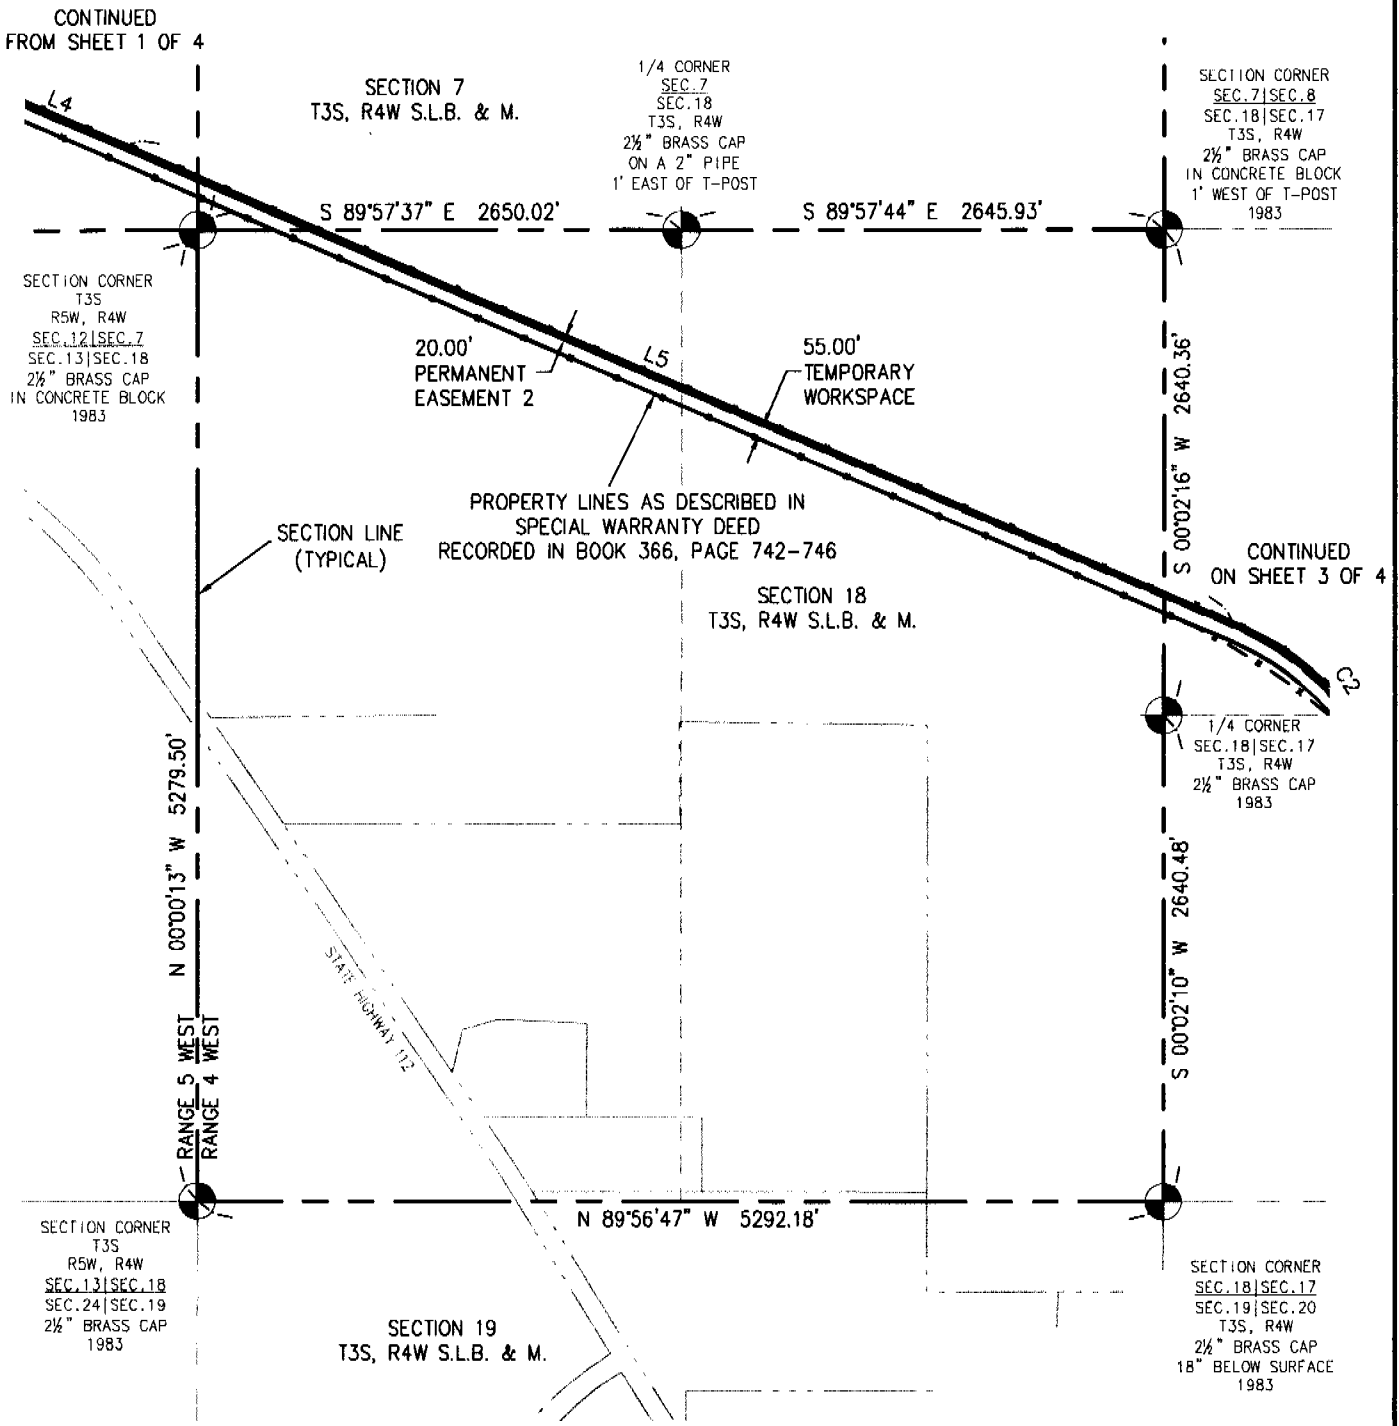 CONTINUED
FROM SHEET 1 OF 4
L4
SECTION 7
T3S, R4W S.L.B. & M.
1/4 CORNER
SEC.7
SEC.18
T3S, R4W
2½" BRASS CAP
ON A 2" PIPE
1' EAST OF T-POST
SECTION CORNER
SEC.7|SEC.8
SEC.18|SEC.17
T3S, R4W
2½" BRASS CAP
IN CONCRETE BLOCK
1' WEST OF T-POST
1983
S 89°57'37" E 2650.02'
S 89°57'44" E 2645.93'
SECTION CORNER
T3S
R5W, R4W
SEC.12|SEC.7
SEC.13|SEC.18
2½" BRASS CAP
IN CONCRETE BLOCK
1983
20.00'
PERMANENT
EASEMENT 2
L5
55.00'
TEMPORARY
WORKSPACE
S 00°02'16" W 2640.36'
PROPERTY LINES AS DESCRIBED IN
SPECIAL WARRANTY DEED
RECORDED IN BOOK 366, PAGE 742-746
SECTION LINE
(TYPICAL)
CONTINUED
ON SHEET 3 OF 4
SECTION 18
T3S, R4W S.L.B. & M.
C2
1/4 CORNER
SEC.18|SEC.17
T3S, R4W
2½" BRASS CAP
1983
N 00°00'13" W 5279.50'
S 00°02'10" W 2640.48'
STATE HIGHWAY 112
RANGE 5 WEST
RANGE 4 WEST
N 89°56'47" W 5292.18'
SECTION CORNER
T3S
R5W, R4W
SEC.13|SEC.18
SEC.24|SEC.19
2½" BRASS CAP
1983
SECTION 19
T3S, R4W S.L.B. & M.
SECTION CORNER
SEC.18|SEC.17
SEC.19|SEC.20
T3S, R4W
2½" BRASS CAP
18" BELOW SURFACE
1983